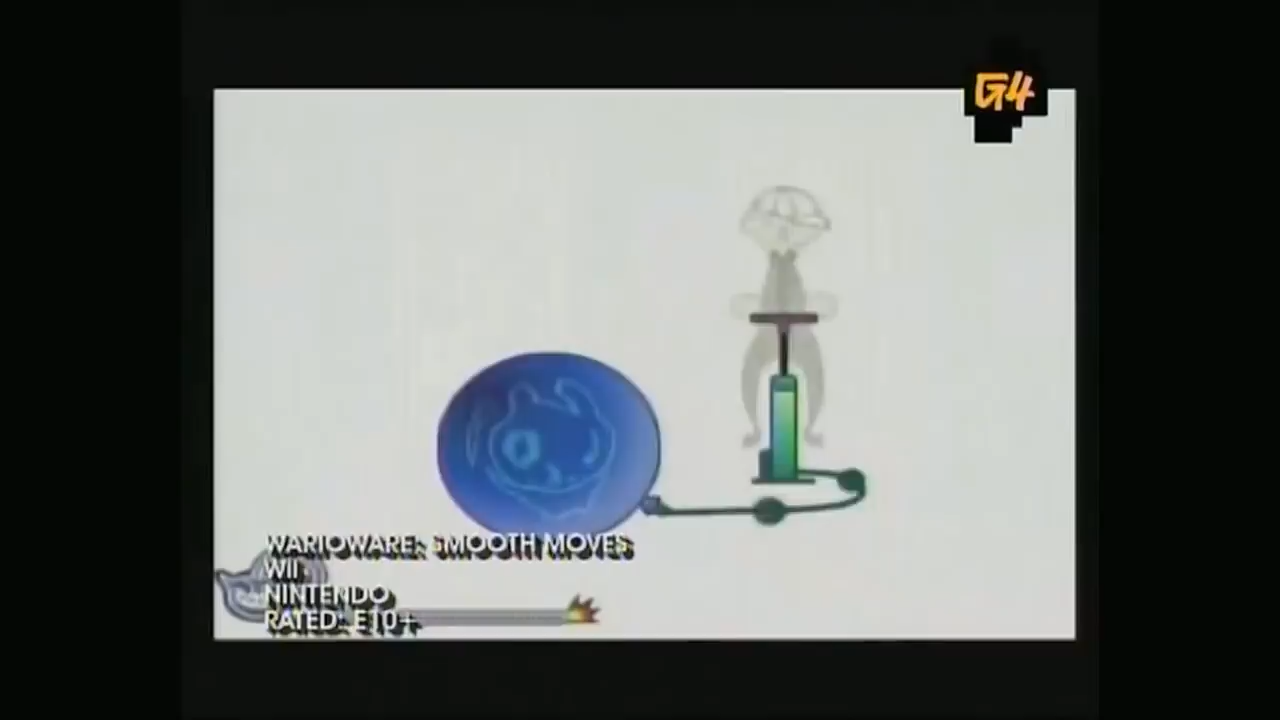 G4
WARIOWARE: SMOOTH MOVES
WII
NINTENDO
RATED: E10+